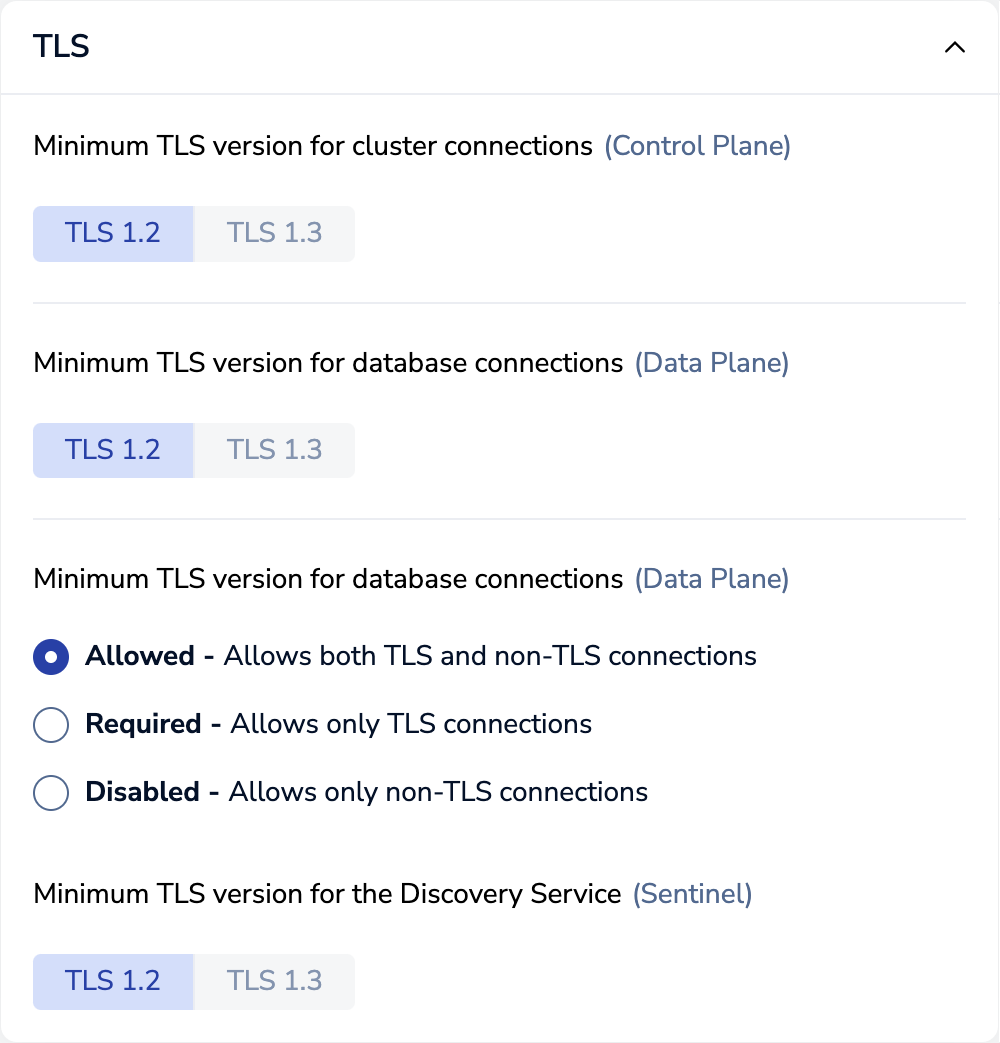 TLS
Minimum TLS version for cluster connections (Control Plane)
TLS 1.2 TLS 1.3
Minimum TLS version for database connections (Data Plane)
TLS 1.2 TLS 1.3
Minimum TLS version for database connections (Data Plane)
Allowed - Allows both TLS and non-TLS connections
Required - Allows only TLS connections
Disabled - Allows only non-TLS connections
Minimum TLS version for the Discovery Service (Sentinel)
TLS 1.2 TLS 1.3